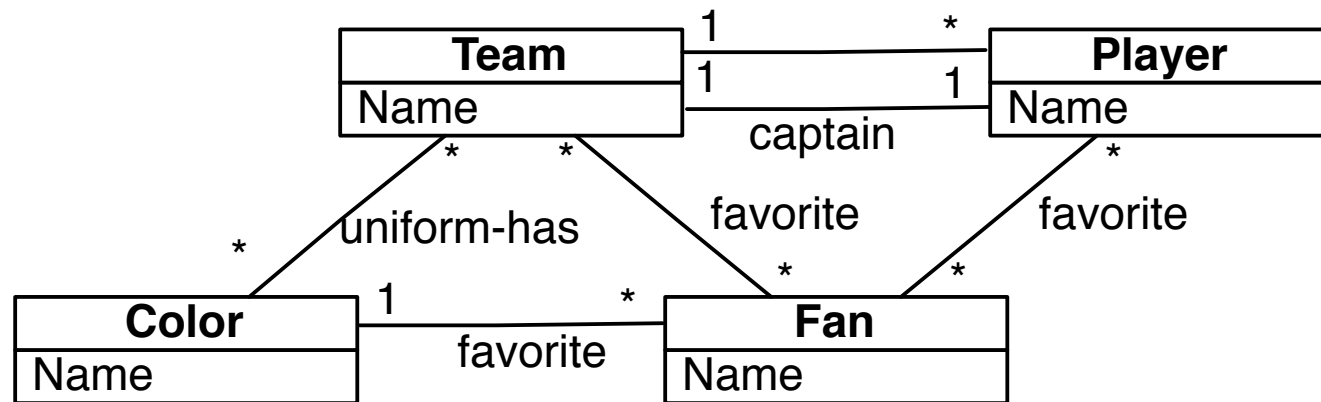 1 *
Team Player
1 1
Name Name
captain
* * *
uniform-has favorite favorite
* * *
1 *
Color Fan
favorite
Name Name